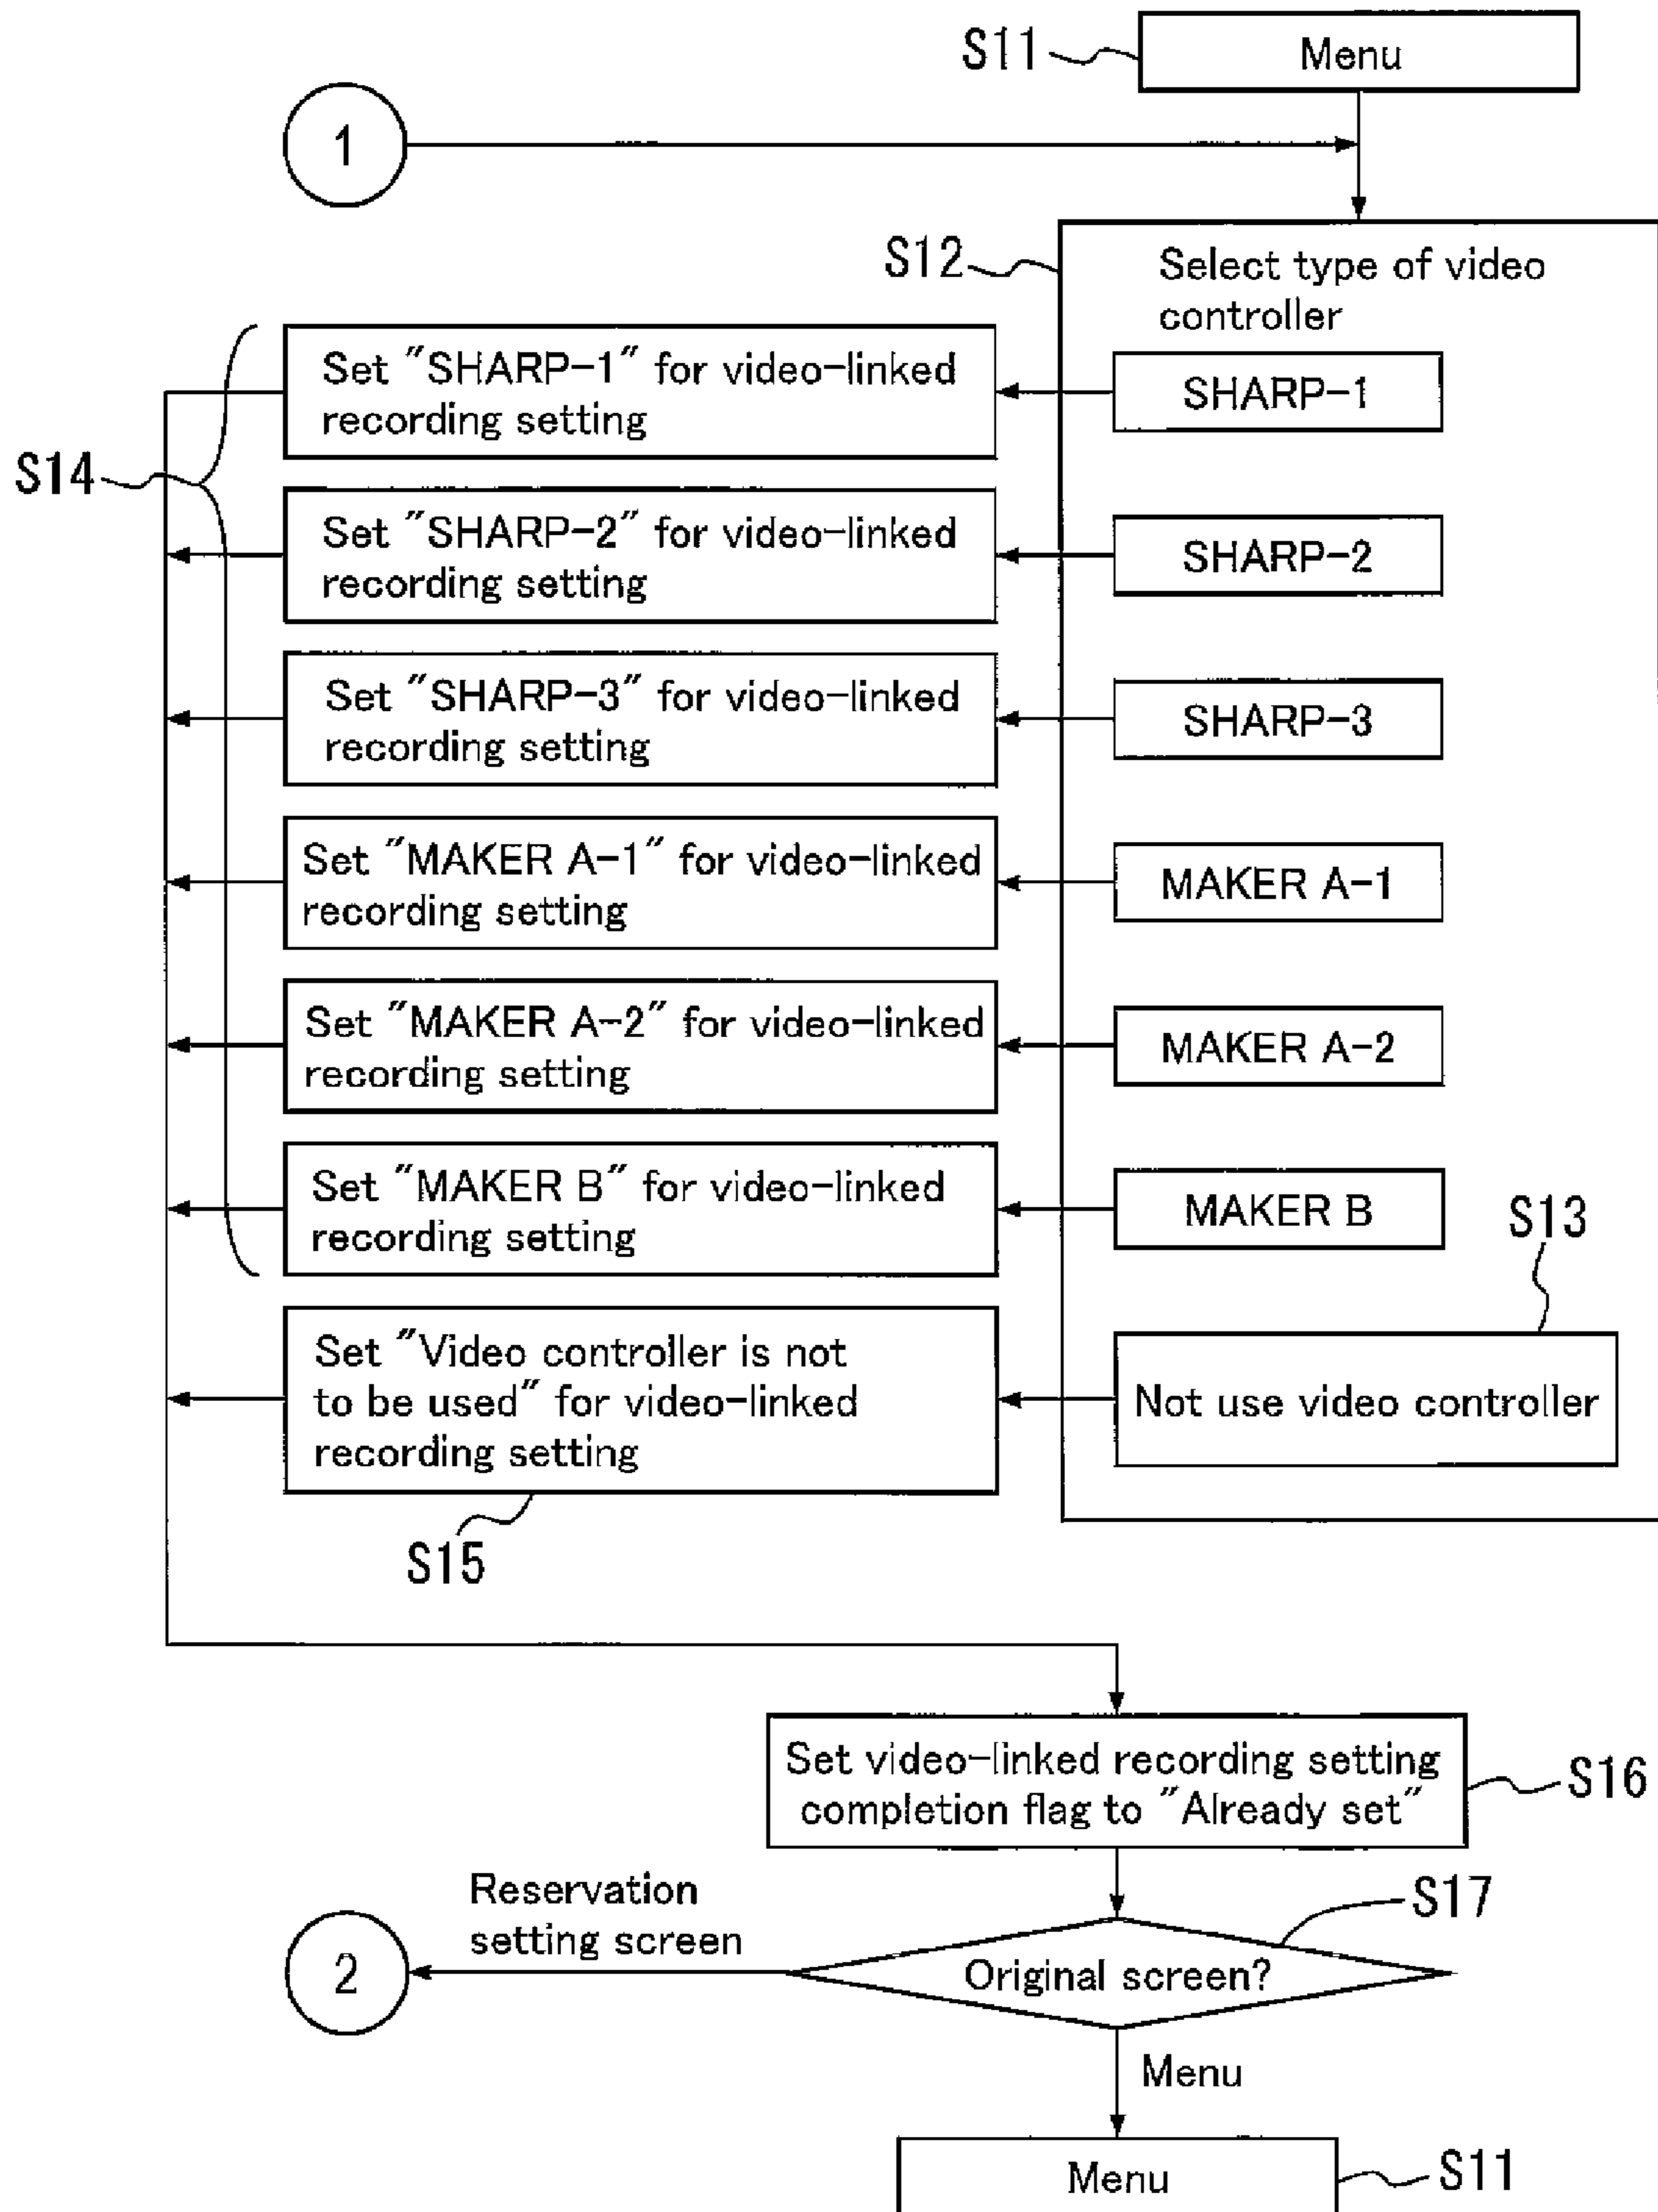 S11
Menu
1
S12
Select type of video
controller
S14
Set "SHARP-1" for video-linked
recording setting
SHARP-1
Set "SHARP-2" for video-linked
recording setting
SHARP-2
Set "SHARP-3" for video-linked
recording setting
SHARP-3
Set "MAKER A-1" for video-linked
recording setting
MAKER A-1
Set "MAKER A-2" for video-linked
recording setting
MAKER A-2
Set "MAKER B" for video-linked
recording setting
MAKER B
S13
Set "Video controller is not
to be used" for video-linked
recording setting
Not use video controller
S15
Set video-linked recording setting
completion flag to "Already set"
S16
Reservation
setting screen
S17
2
Original screen?
Menu
Menu
S11